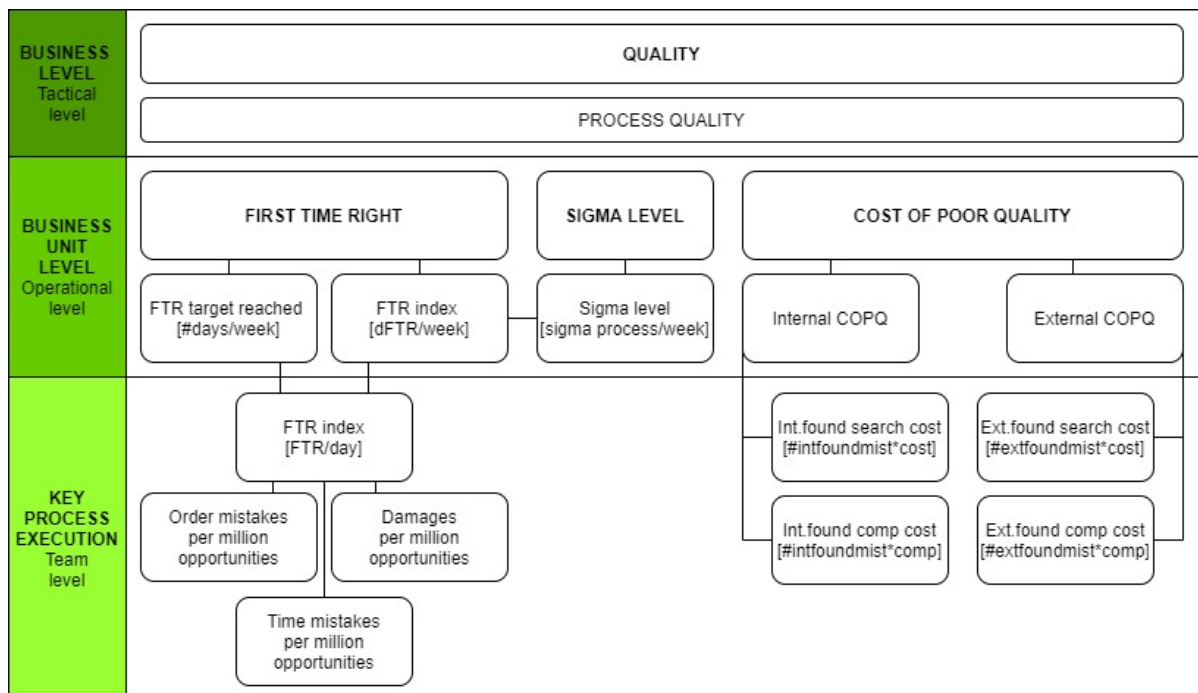 BUSINESS
LEVEL
Tactical
level
QUALITY
PROCESS QUALITY
BUSINESS
UNIT
LEVEL
Operational
level
FIRST TIME RIGHT
SIGMA LEVEL
COST OF POOR QUALITY
FTR target reached
[#days/week]
FTR index
[dFTR/week]
Sigma level
[sigma process/week]
Internal COPQ
External COPQ
KEY
PROCESS
EXECUTION
Team
level
FTR index
[FTR/day]
Int.found search cost
[#intfoundmist*cost]
Ext.found search cost
[#extfoundmist*cost]
Order mistakes
per million
opportunities
Damages
per million
opportunities
Int.found comp cost
[#intfoundmist*comp]
Ext.found comp cost
[#extfoundmist*comp]
Time mistakes
per million
opportunities